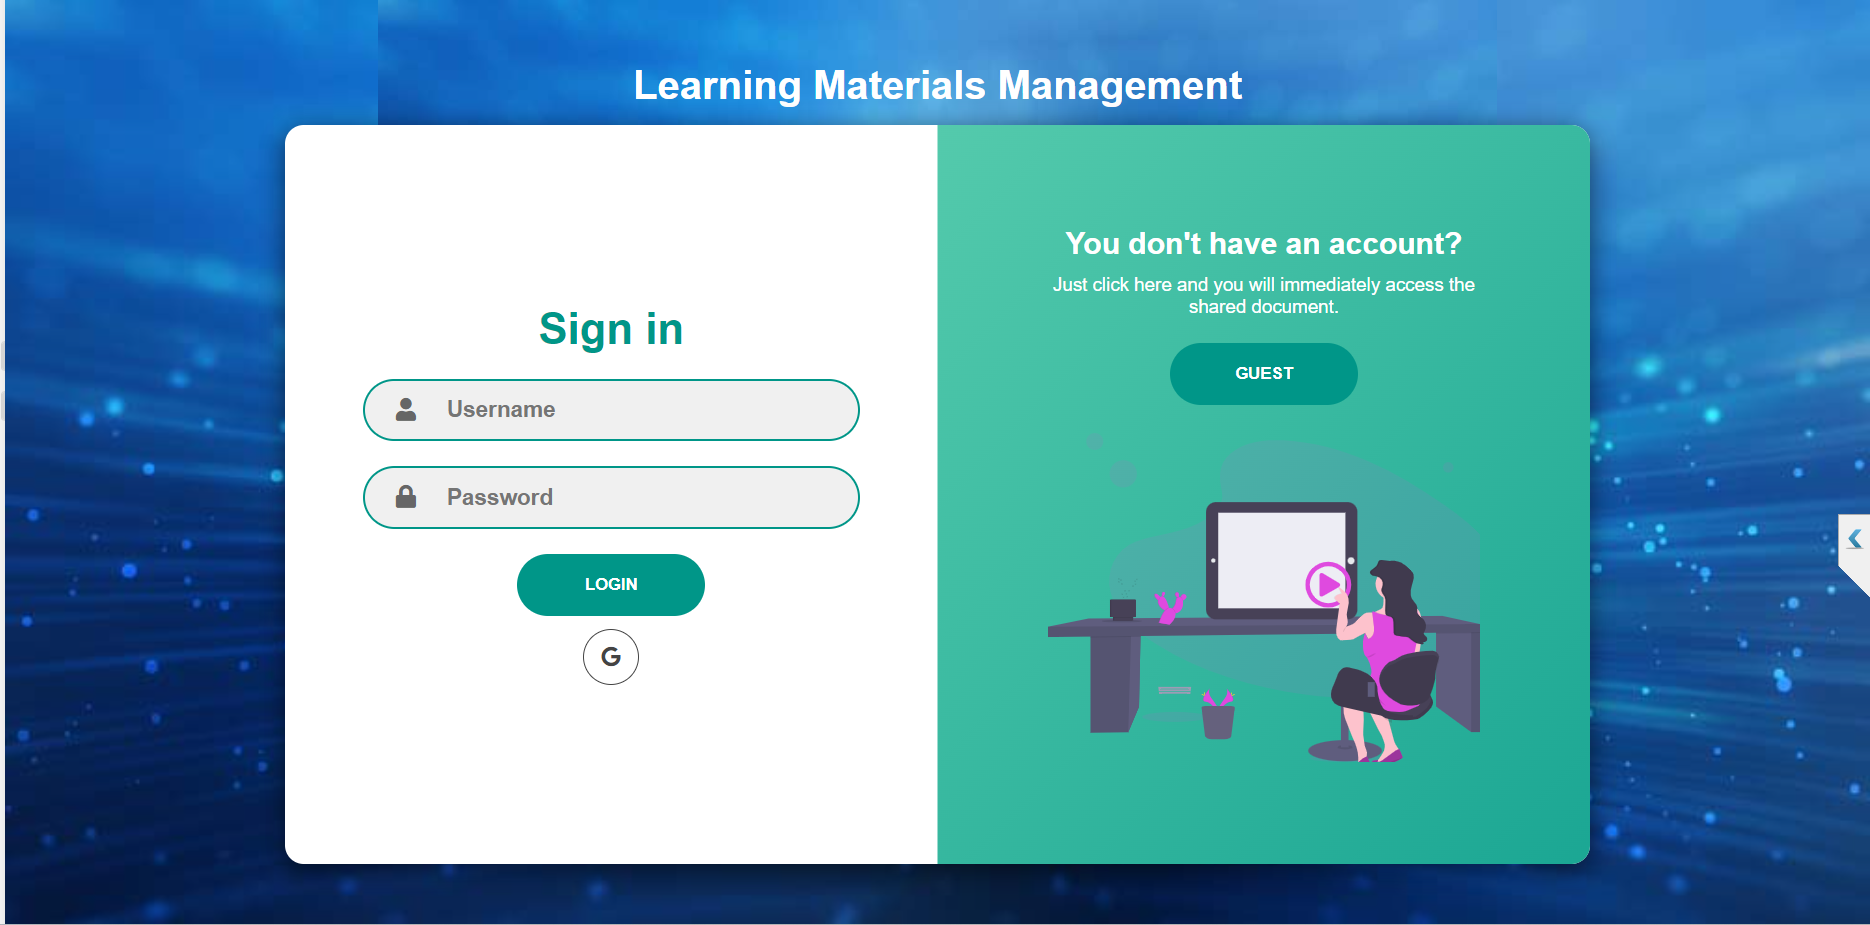 Learning Materials Management
Sign in
Username
Password
LOGIN
G
You don't have an account?
Just click here and you will immediately access the
shared document.
GUEST